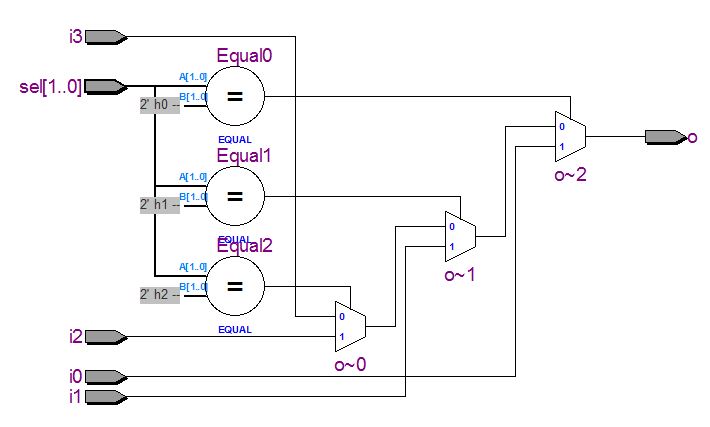 i3
Equal0
sel[1..0]
A[1..0]
2' h0 --
B[1..0]
=
0
1
o
EQUAL
Equal1
o~2
A[1..0]
2' h1 --
B[1..0]
=
0
1
EQUAL
Equal2
o~1
A[1..0]
2' h2 --
B[1..0]
=
0
1
EQUAL
i2
o~0
i0
i1